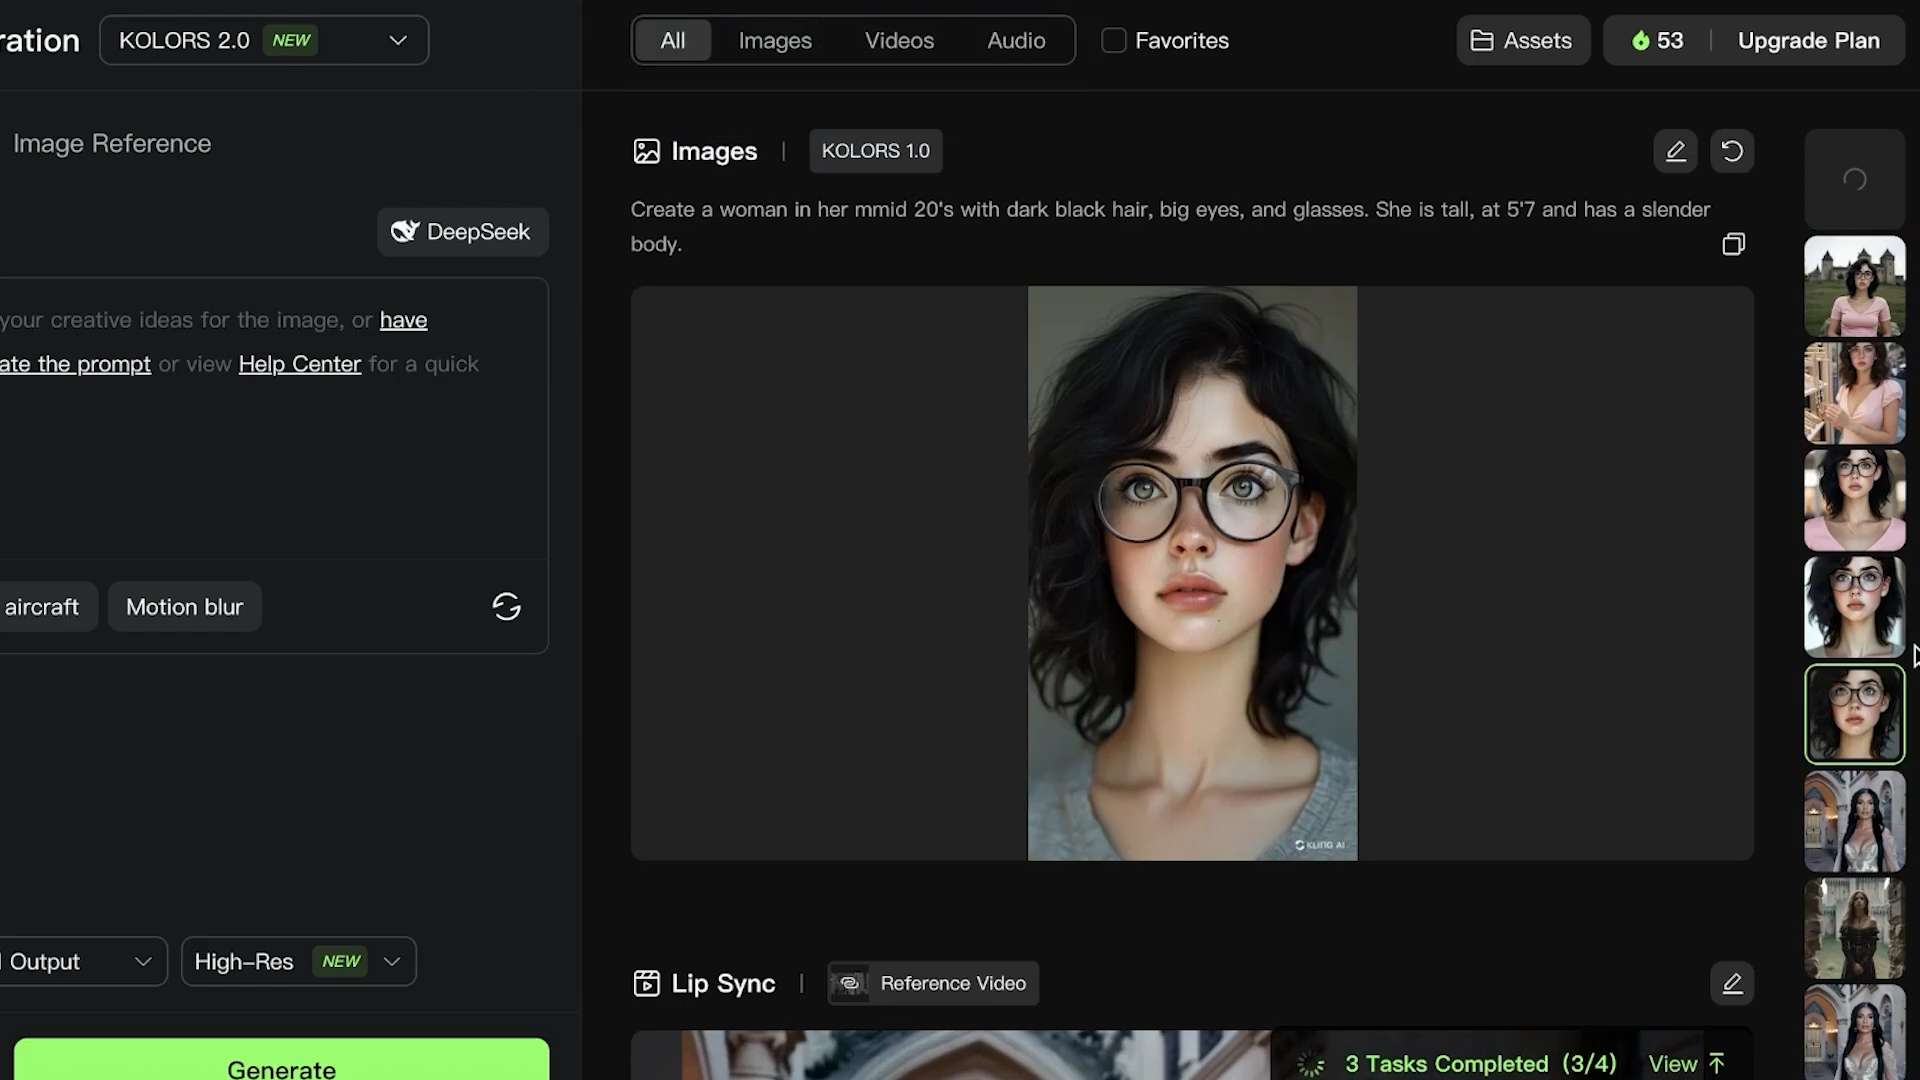 ration
KOLORS 2.0 NEW
All Images Videos Audio Favorites
Assets
53 Upgrade Plan
Image Reference
DeepSeek
your creative ideas for the image, or have
ate the prompt or view Help Center for a quick
aircraft Motion blur
Output
High-Res NEW
Generate
Images | KOLORS 1.0
Create a woman in her mmid 20's with dark black hair, big eyes, and glasses. She is tall, at 5'7 and has a slender
body.
KLING AI
Lip Sync | Reference Video
3 Tasks Completed (3/4) View